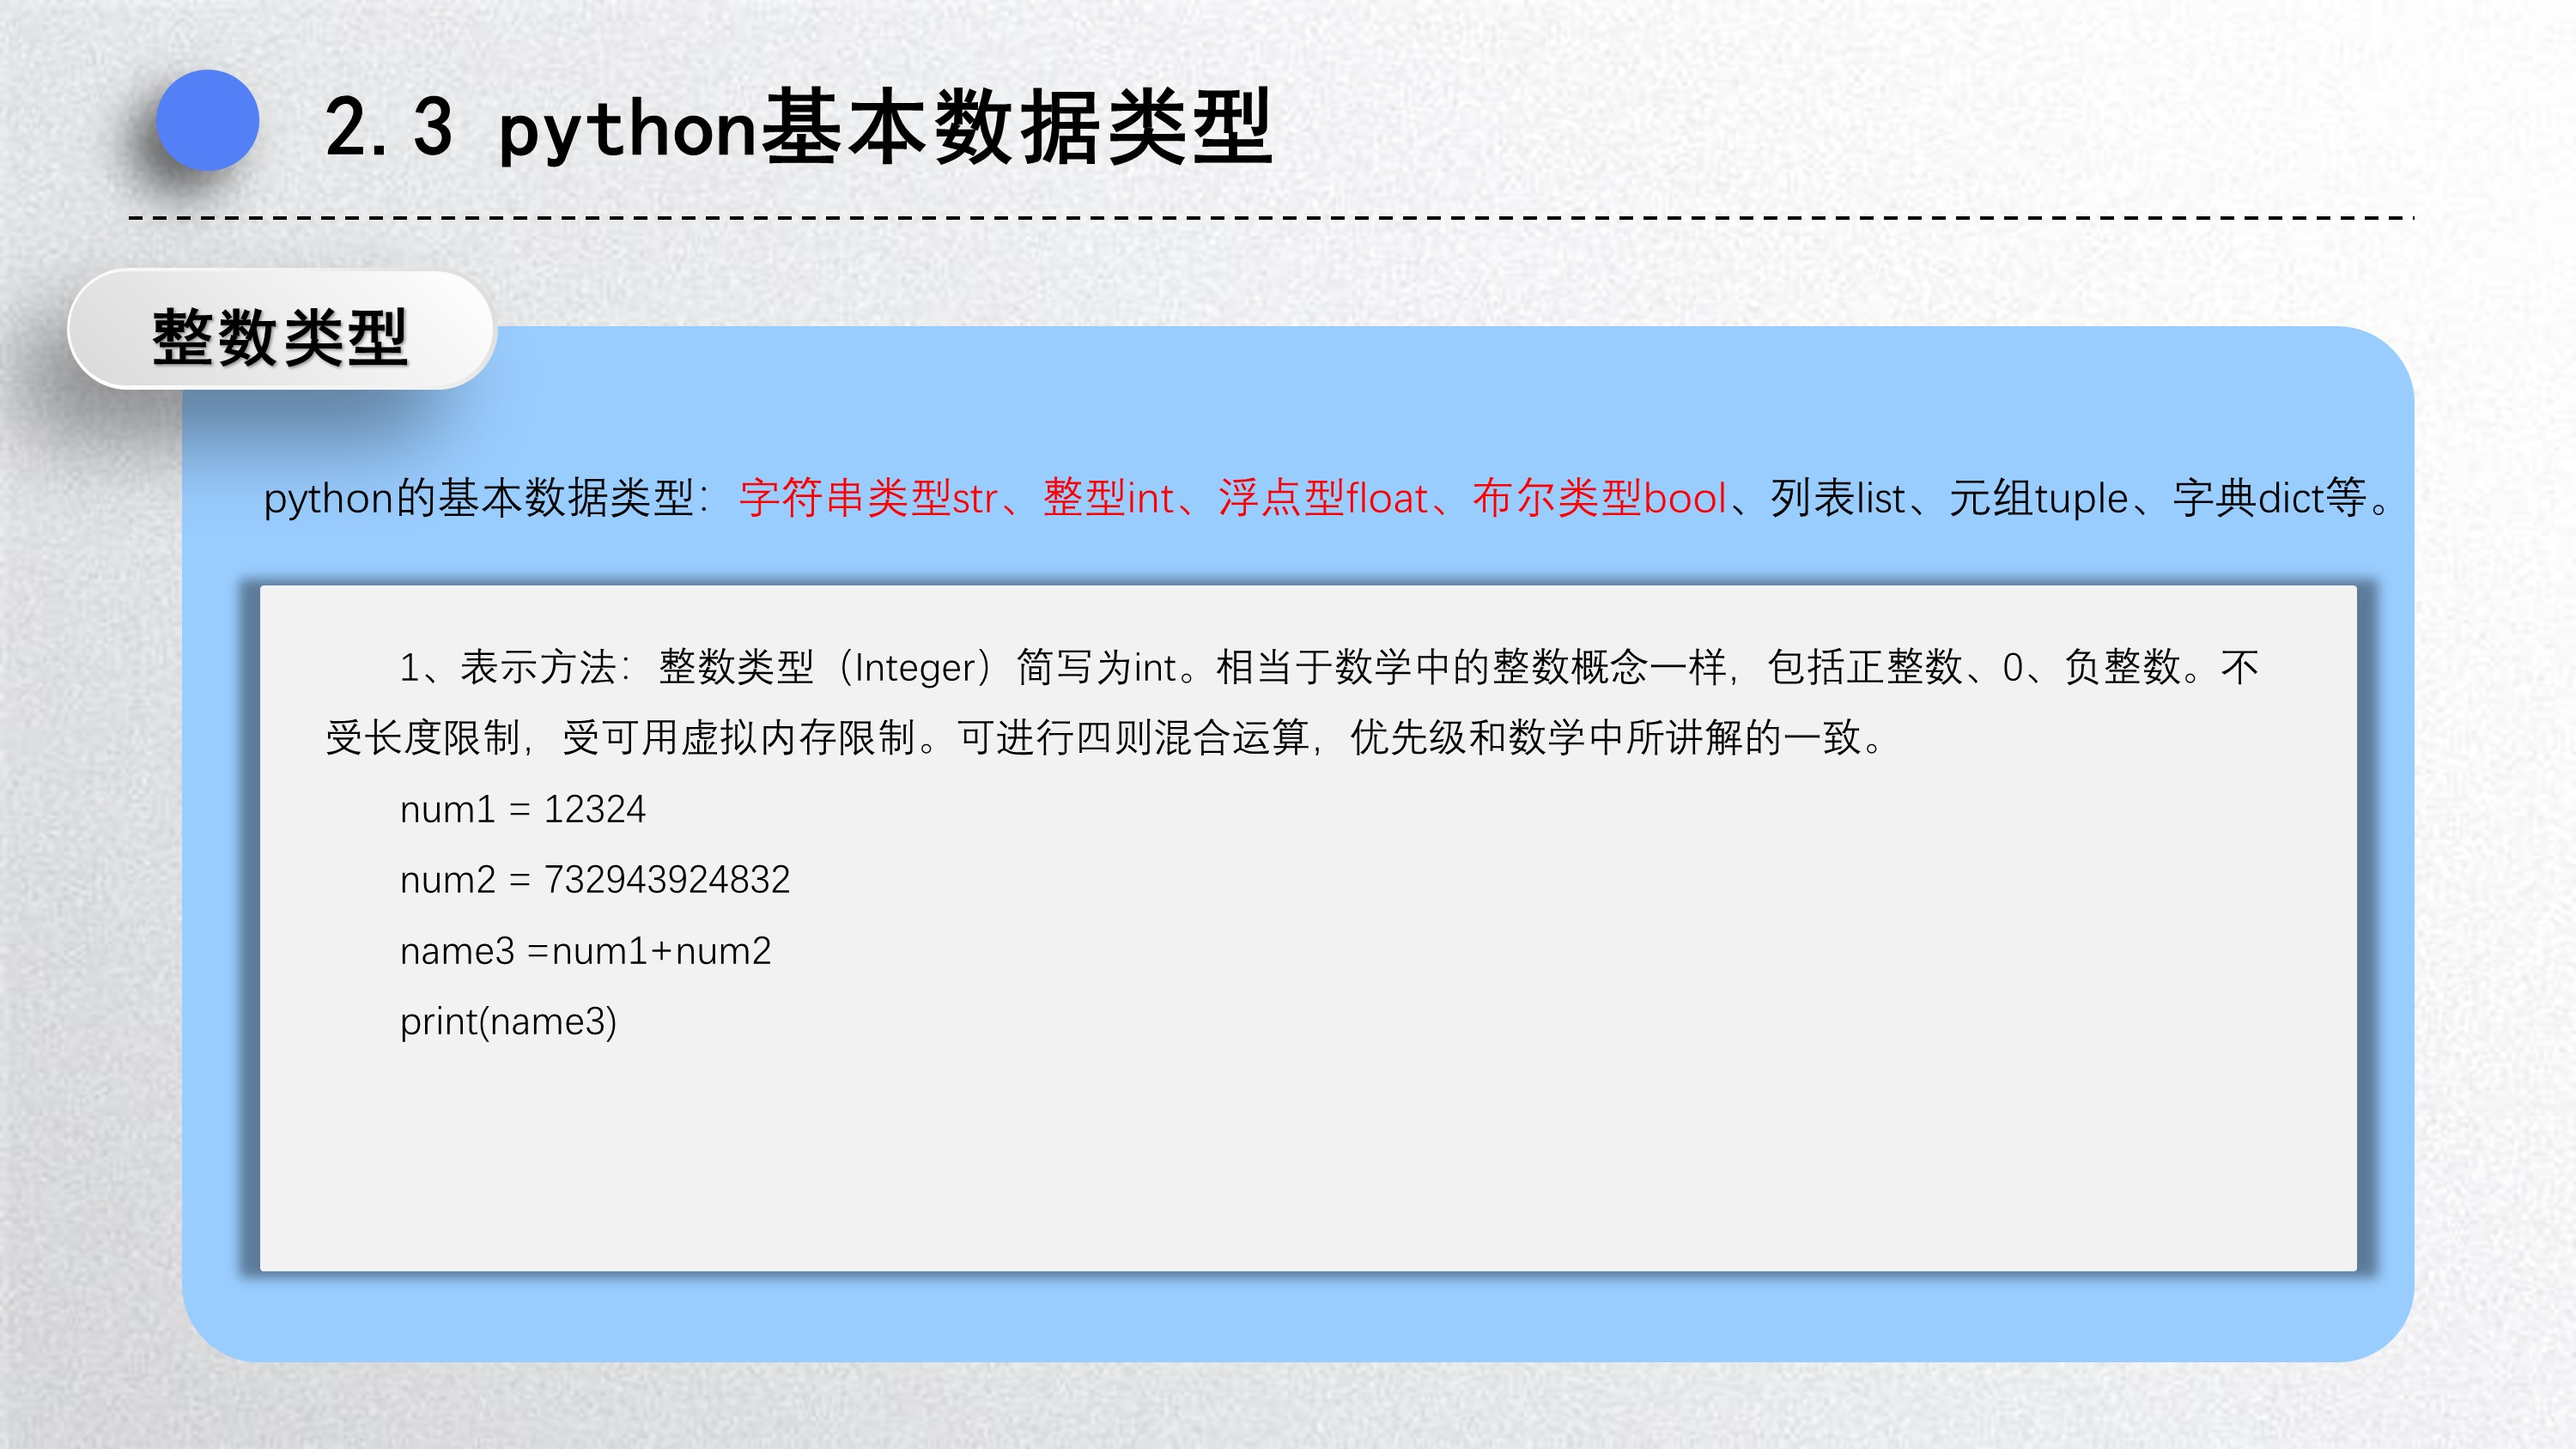 2.3 python基本数据类型
整数类型
python的基本数据类型：字符串类型str、整型int、浮点型float、布尔类型bool、列表list、元组tuple、字典dict等。
1、表示方法：整数类型（Integer）简写为int。相当于数学中的整数概念一样，包括正整数、0、负整数。不
受长度限制，受可用虚拟内存限制。可进行四则混合运算，优先级和数学中所讲解的一致。
num1 = 12324
num2 = 732943924832
name3 =num1+num2
print(name3)